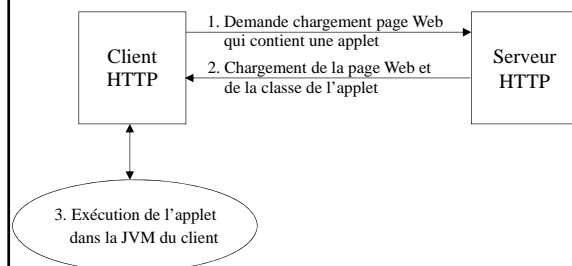 1. Demande chargement page Web
qui contient une applet
Client
HTTP
Serveur
HTTP
2. Chargement de la page Web et
de la classe de l’applet
3. Exécution de l’applet
dans la JVM du client